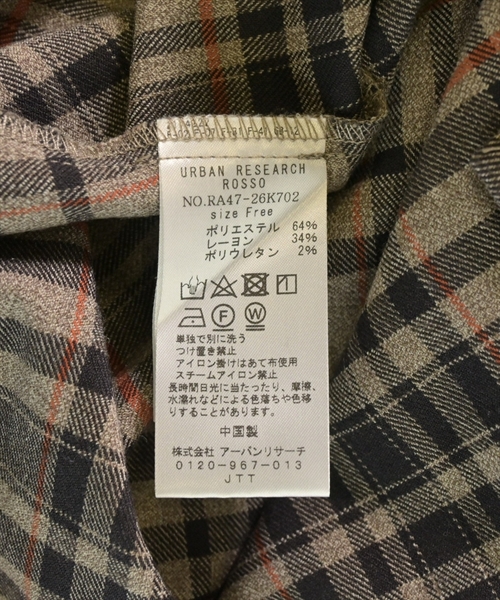 URBAN RESEARCH
ROSSO
NO.RA47-26K702
size Free
ポリエステル 64%
レーヨン 34%
ポリウレタン 2%
F W
単独で別に洗う
つけ置き禁止
アイロン掛けはあて布使用
スチームアイロン禁止
長時間日光に当たったり、摩擦、
水濡れなどによる色落ちや色移
りすることがあります。
中国製
株式会社 アーバンリサーチ
0120-967-013
JTT